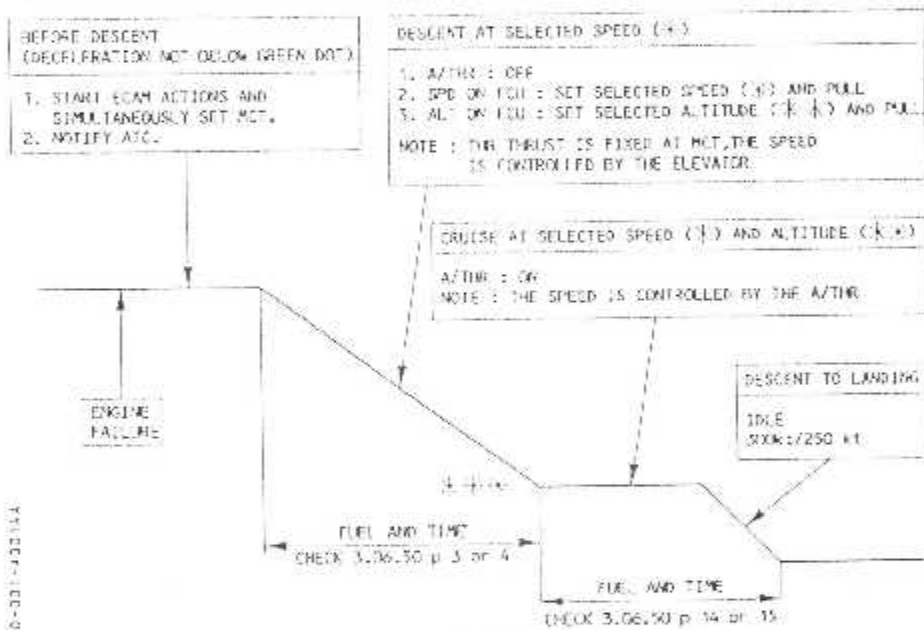 BEFORE DESCENT
(DECELERATION NOT BELOW GREEN DOT)
1. START ECAM ACTIONS AND
SIMULTANEOUSLY SET MCT.
2. NOTIFY ATC.
DESCENT AT SELECTED SPEED (*)
1. A/THR : OFF
2. SPD ON FCU : SET SELECTED SPEED (*) AND PULL
3. ALT ON FCU : SET SELECTED ALTITUDE (**) AND PULL
NOTE : THE THRUST IS FIXED AT MCT, THE SPEED
IS CONTROLLED BY THE ELEVATOR
CRUISE AT SELECTED SPEED (*) AND ALTITUDE (**)
A/THR : ON
NOTE : THE SPEED IS CONTROLLED BY THE A/THR
ENGINE
FAILURE
DESCENT TO LANDING
IDLE
300kt/250 kt
FUEL AND TIME
CHECK 3.06.50 p 3 or 4
FUEL AND TIME
CHECK 3.06.50 p 14 or 15